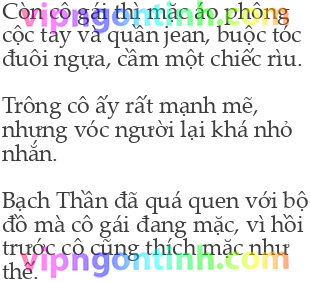 Còn cô gái thì mặc áo phông
cộc tay và quần jean, buộc tóc
đuôi ngựa, cầm một chiếc rìu.
Trông cô ấy rất mạnh mẽ,
nhưng vóc người lại khá nhỏ
nhắn.
Bạch Thần đã quá quen với bộ
đồ mà cô gái đang mặc, vì hồi
trước cô cũng thích mặc như
thế.
vipngontinh.com
vipngontinh.com